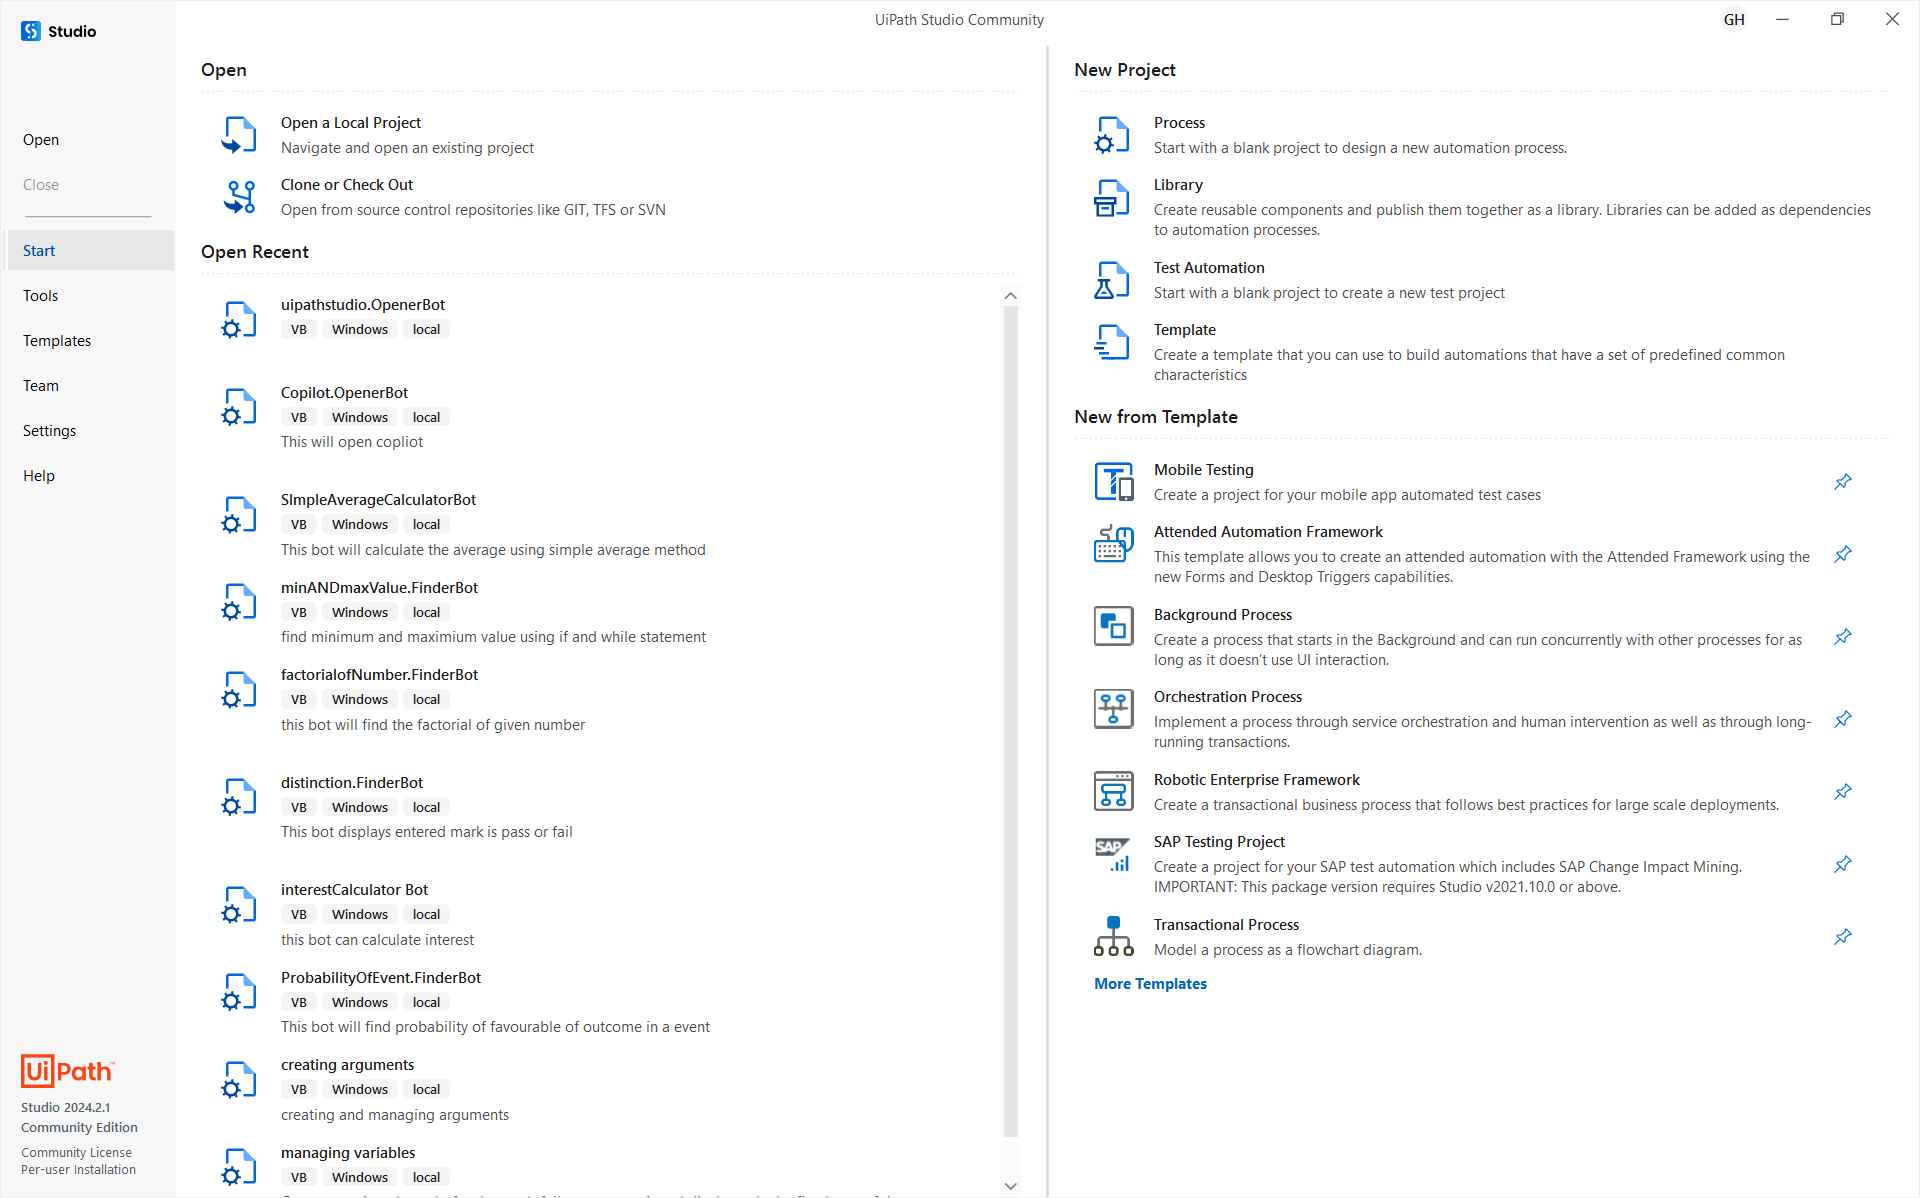 UiPath Studio Community
GH
Studio
Open
Close
Start
Tools
Templates
Team
Settings
Help
UiPath™
Studio 2024.2.1
Community Edition
Community License
Per-user Installation
Open
Open a Local Project
Navigate and open an existing project
Clone or Check Out
Open from source control repositories like GIT, TFS or SVN
Open Recent
uipathstudio.OpenerBot
VB Windows local
Copilot.OpenerBot
VB Windows local
This will open copliot
SImpleAverageCalculatorBot
VB Windows local
This bot will calculate the average using simple average method
minANDmaxValue.FinderBot
VB Windows local
find minimum and maximium value using if and while statement
factorialofNumber.FinderBot
VB Windows local
this bot will find the factorial of given number
distinction.FinderBot
VB Windows local
This bot displays entered mark is pass or fail
interestCalculator Bot
VB Windows local
this bot can calculate interest
ProbabilityOfEvent.FinderBot
VB Windows local
This bot will find probability of favourable of outcome in a event
creating arguments
VB Windows local
creating and managing arguments
managing variables
VB Windows local
New Project
Process
Start with a blank project to design a new automation process.
Library
Create reusable components and publish them together as a library. Libraries can be added as dependencies
to automation processes.
Test Automation
Start with a blank project to create a new test project
Template
Create a template that you can use to build automations that have a set of predefined common
characteristics
New from Template
Mobile Testing
Create a project for your mobile app automated test cases
Attended Automation Framework
This template allows you to create an attended automation with the Attended Framework using the
new Forms and Desktop Triggers capabilities.
Background Process
Create a process that starts in the Background and can run concurrently with other processes for as
long as it doesn't use UI interaction.
Orchestration Process
Implement a process through service orchestration and human intervention as well as through long-
running transactions.
Robotic Enterprise Framework
Create a transactional business process that follows best practices for large scale deployments.
SAP
SAP Testing Project
Create a project for your SAP test automation which includes SAP Change Impact Mining.
IMPORTANT: This package version requires Studio v2021.10.0 or above.
Transactional Process
Model a process as a flowchart diagram.
More Templates